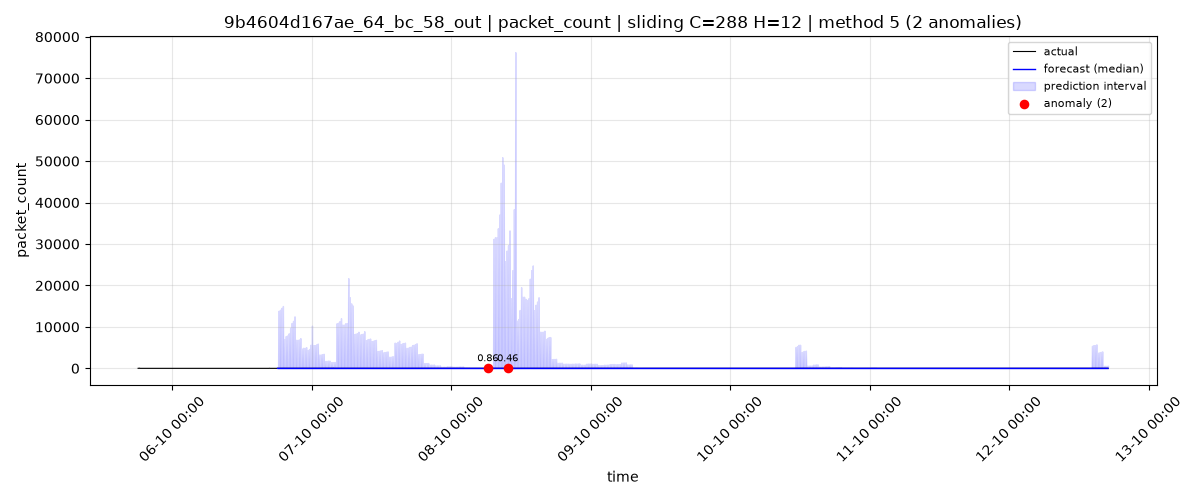 9b4604d167ae_64_bc_58_out | packet_count | sliding C=288 H=12 | method 5 (2 anomalies)
80000
70000
60000
50000
40000
30000
20000
10000
0
packet_count
actual
forecast (median)
prediction interval
anomaly (2)
0.86
0.46
06-10 00:00
07-10 00:00
08-10 00:00
09-10 00:00
10-10 00:00
11-10 00:00
12-10 00:00
13-10 00:00
time